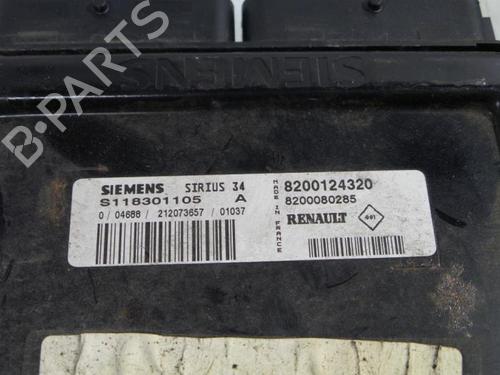 SIEMENS
B-PARTS
SIEMENS SIRIUS 34
S118301105 A
0 / 04688 / 212073657 / 01037
MADE IN FRANCE
8200124320
8200080285
RENAULT